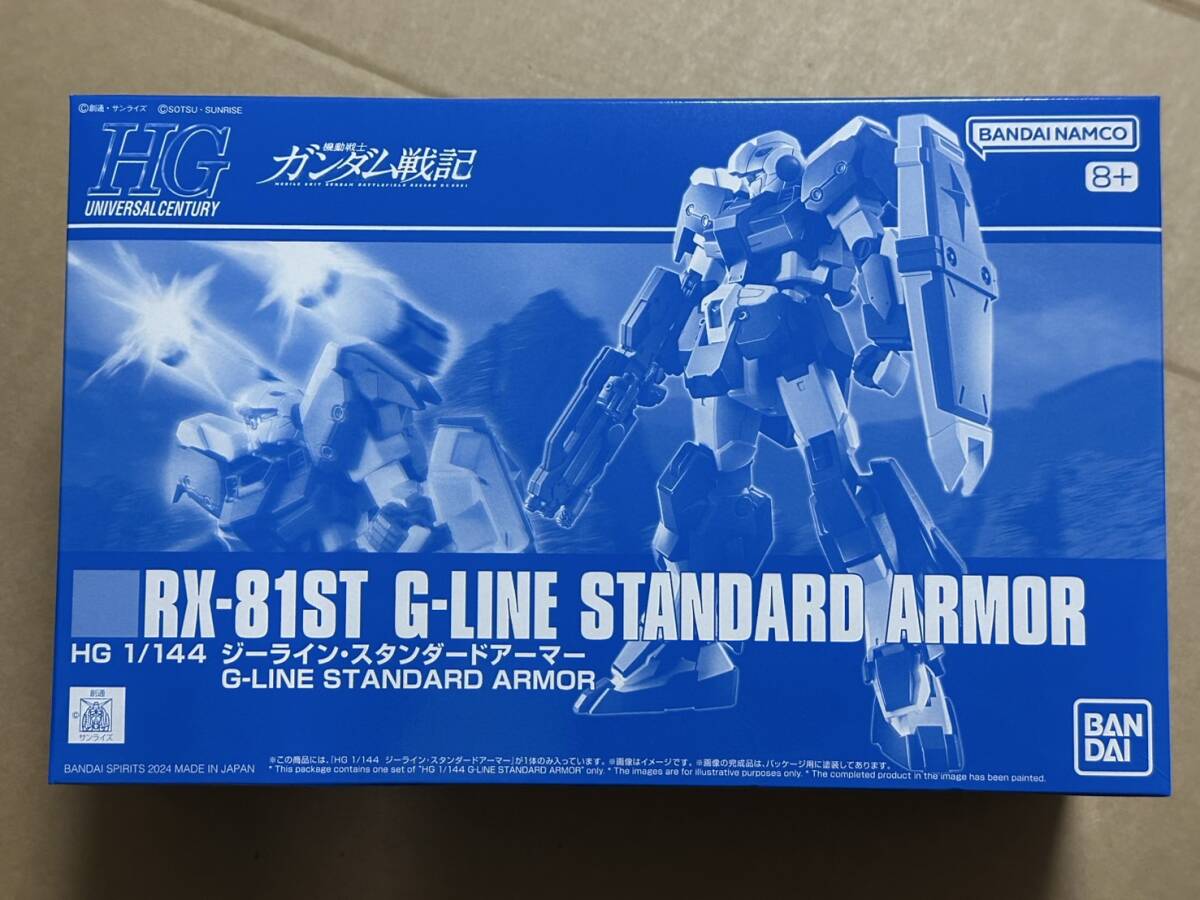 ©創通・サンライズ ©SOTSU・SUNRISE
HG
UNIVERSAL CENTURY
機動戦士
ガンダム戦記
MOBILE SUIT GUNDAM BATTLEFIELD RECORD U.C.0081
BANDAI NAMCO
8+
RX-81ST G-LINE STANDARD ARMOR
HG 1/144 ジーライン・スタンダードアーマー
G-LINE STANDARD ARMOR
創通
©
サンライズ
BANDAI SPIRITS 2024 MADE IN JAPAN
※この商品には、「HG 1/144 ジーライン・スタンダードアーマー」が1体のみ入っています。※画像はイメージです。※画像の完成品は、パッケージ用に塗装してあります。
* This package contains one set of "HG 1/144 G-LINE STANDARD ARMOR" only. * The images are for illustrative purposes only. * The completed product in the image has been painted.
BAN
DAI